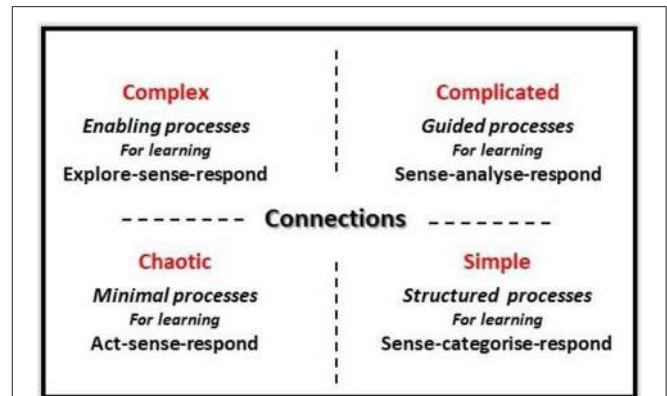 Complex
Enabling processes
For learning
Explore-sense-respond
Complicated
Guided processes
For learning
Sense-analyse-respond
Connections
Chaotic
Minimal processes
For learning
Act-sense-respond
Simple
Structured processes
For learning
Sense-categorise-respond